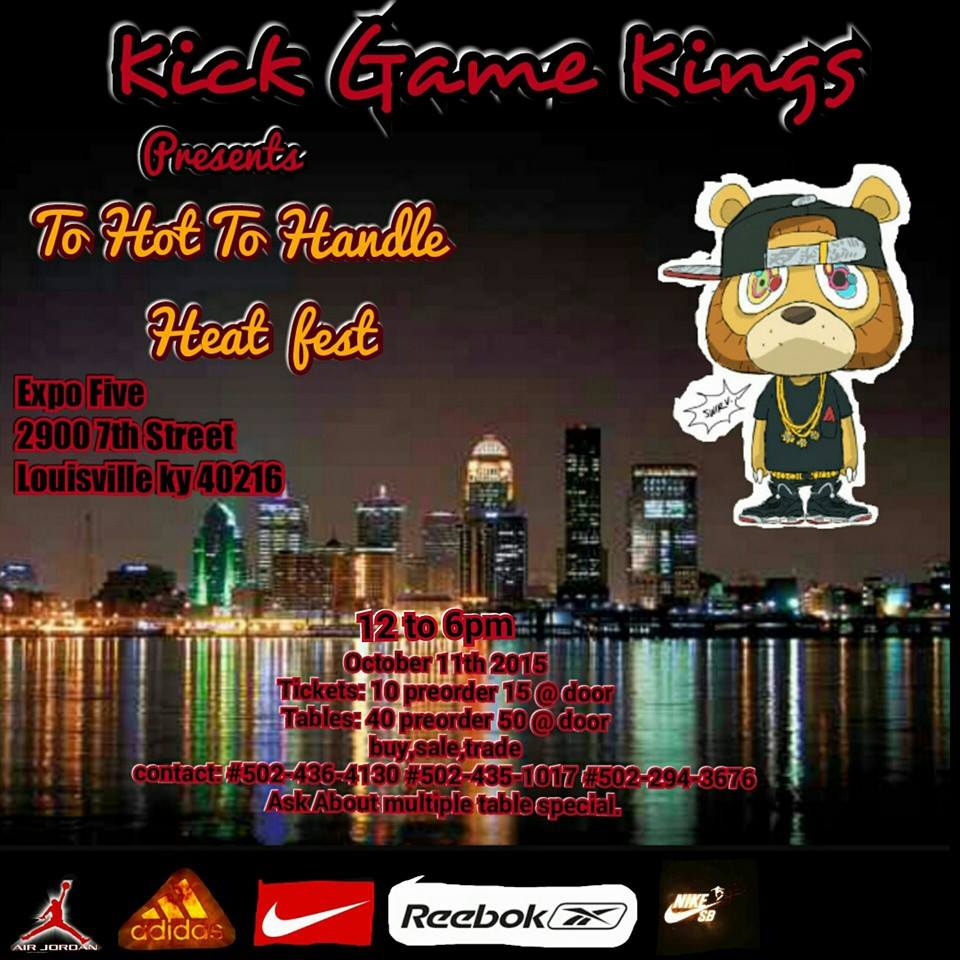 Kick Game Kings
Presents
To Hot To Handle
Heat fest
Expo Five
2900 7th Street
Louisville ky 40216
SWRV.
12 to 6pm
October 11th 2015
Tickets: 10 preorder 15 @ door
Tables: 40 preorder 50 @ door
buy,sale,trade
contact: #502-436-4130 #502-435-1017 #502-294-3676
Ask About multiple table special.
AIR JORDAN
adidas
Reebok
NIKE
SB